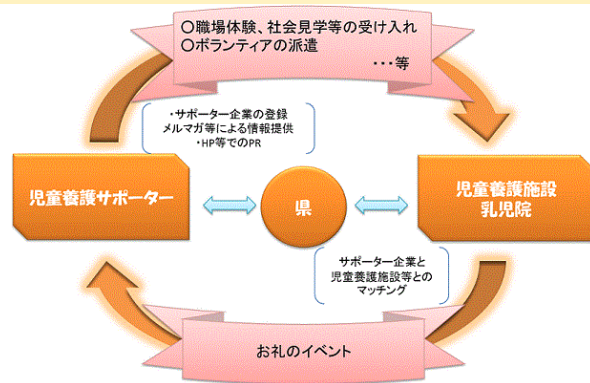 〇職場体験、社会見学等の受け入れ
〇ボランティアの派遣
・・・等
・サポーター企業の登録
メルマガ等による情報提供
・HP等でのPR
児童養護サポーター
県
児童養護施設
乳児院
サポーター企業と
児童養護施設等との
マッチング
お礼のイベント